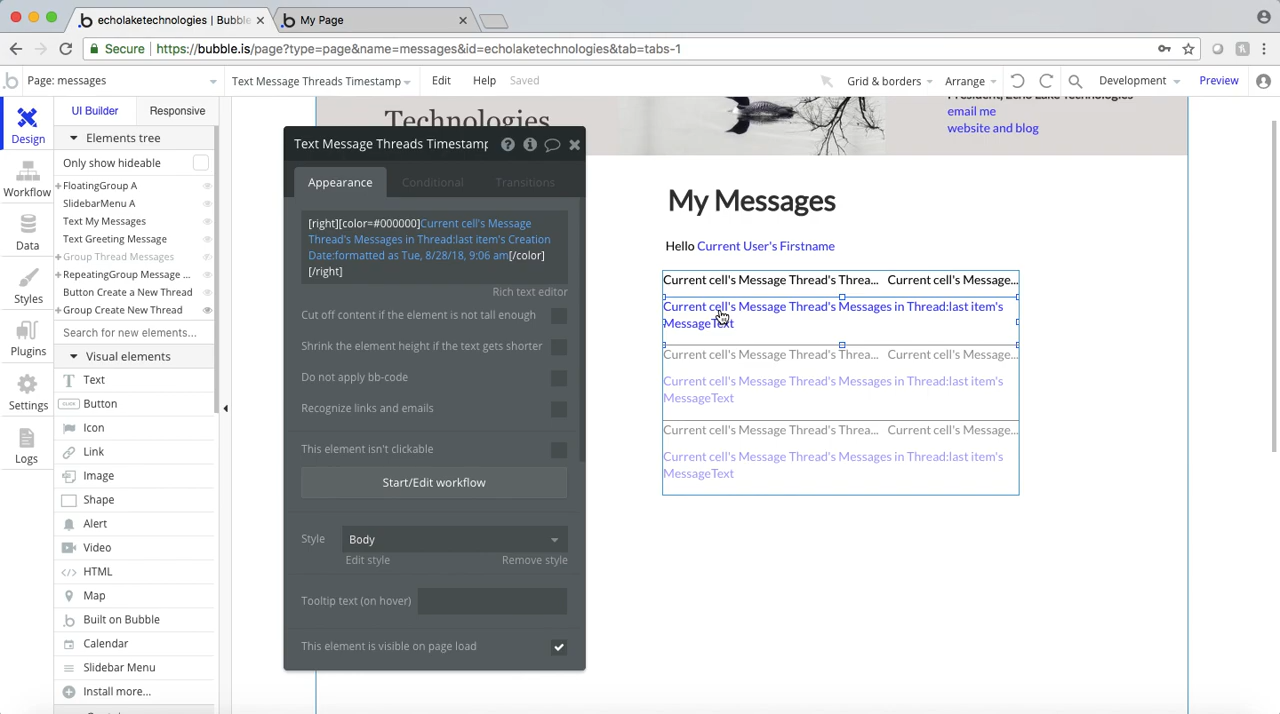 echolaketechnologies | Bubble
My Page
Secure | https://bubble.is/page?type=page&name=messages&id=echolaketechnologies&tab=tabs-1
Page: messages
Text Message Threads Timestamp
Edit
Help
Saved
Grid & borders
Arrange
Development
Preview
Design
Workflow
Data
Styles
Plugins
Settings
Logs
UI Builder
Responsive
Elements tree
Only show hideable
FloatingGroup A
SlidebarMenu A
Text My Messages
Text Greeting Message
Group Thread Messages
RepeatingGroup Message ...
Button Create a New Thread
Group Create New Thread
Search for new elements...
Visual elements
Text
Button
Icon
Link
Image
Shape
Alert
Video
HTML
Map
Built on Bubble
Calendar
Slidebar Menu
Install more...
Text Message Threads Timestamp
Appearance
Conditional
Transitions
[right][color=#000000]Current cell's Message
Thread's Messages in Thread:last item's Creation
Date:formatted as Tue, 8/28/18, 9:06 am[/color]
[/right]
Rich text editor
Cut off content if the element is not tall enough
Shrink the element height if the text gets shorter
Do not apply bb-code
Recognize links and emails
This element isn't clickable
Start/Edit workflow
Style
Body
Edit style
Remove style
Tooltip text (on hover)
This element is visible on page load
Technologies
President, Echo Lake Technologies
email me
website and blog
My Messages
Hello Current User's Firstname
Current cell's Message Thread's Threa... Current cell's Message...
Current cell's Message Thread's Messages in Thread:last item's
MessageText
Current cell's Message Thread's Threa... Current cell's Message...
Current cell's Message Thread's Messages in Thread:last item's
MessageText
Current cell's Message Thread's Threa... Current cell's Message...
Current cell's Message Thread's Messages in Thread:last item's
MessageText